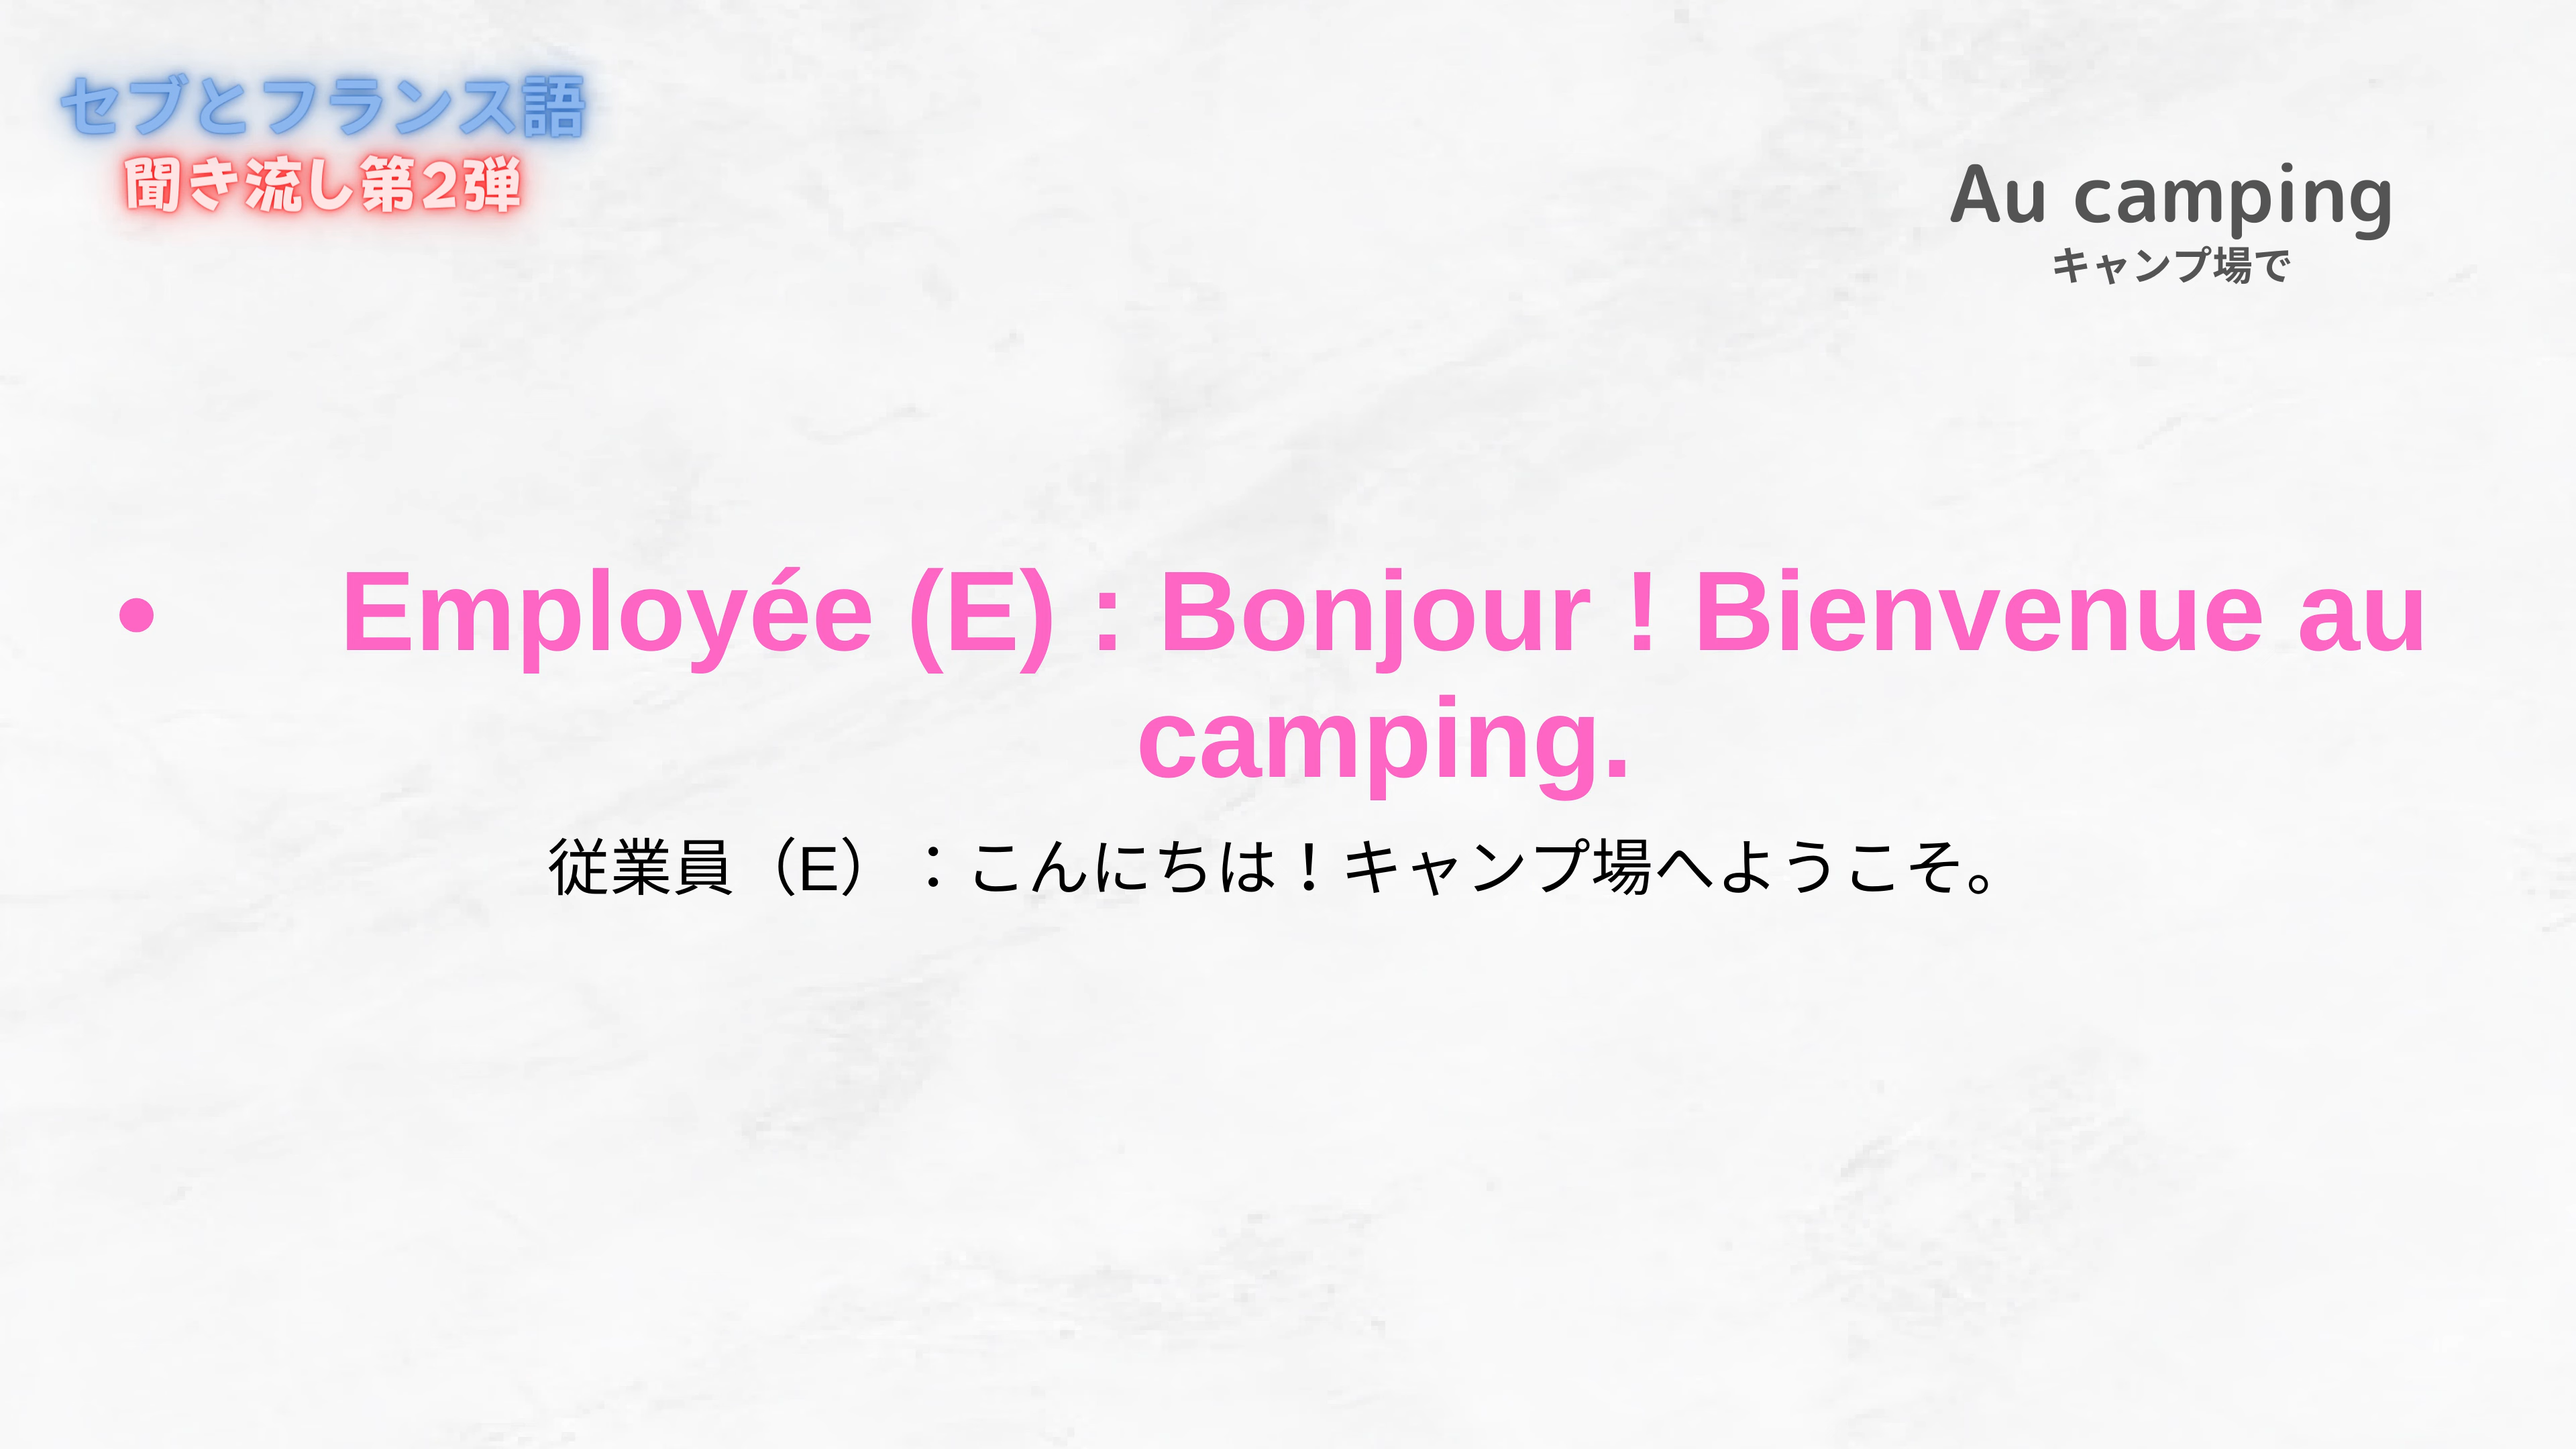 セブとフランス語
聞き流し第2弾
Au camping
キャンプ場で
• Employée (E) : Bonjour ! Bienvenue au
camping.
従業員（E）：こんにちは！キャンプ場へようこそ。